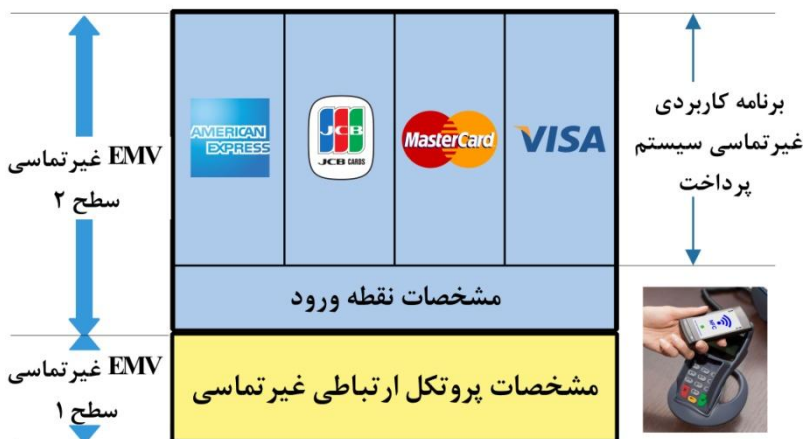 برنامه کاربردی
غیرتماسی سیستم
پرداخت
AMERICAN
EXPRESS
JCB
JCB CARDS
MasterCard
VISA
EMV غیرتماسی
سطح ۲
مشخصات نقطه ورود
EMV غیرتماسی
سطح ۱
مشخصات پروتکل ارتباطی غیرتماسی